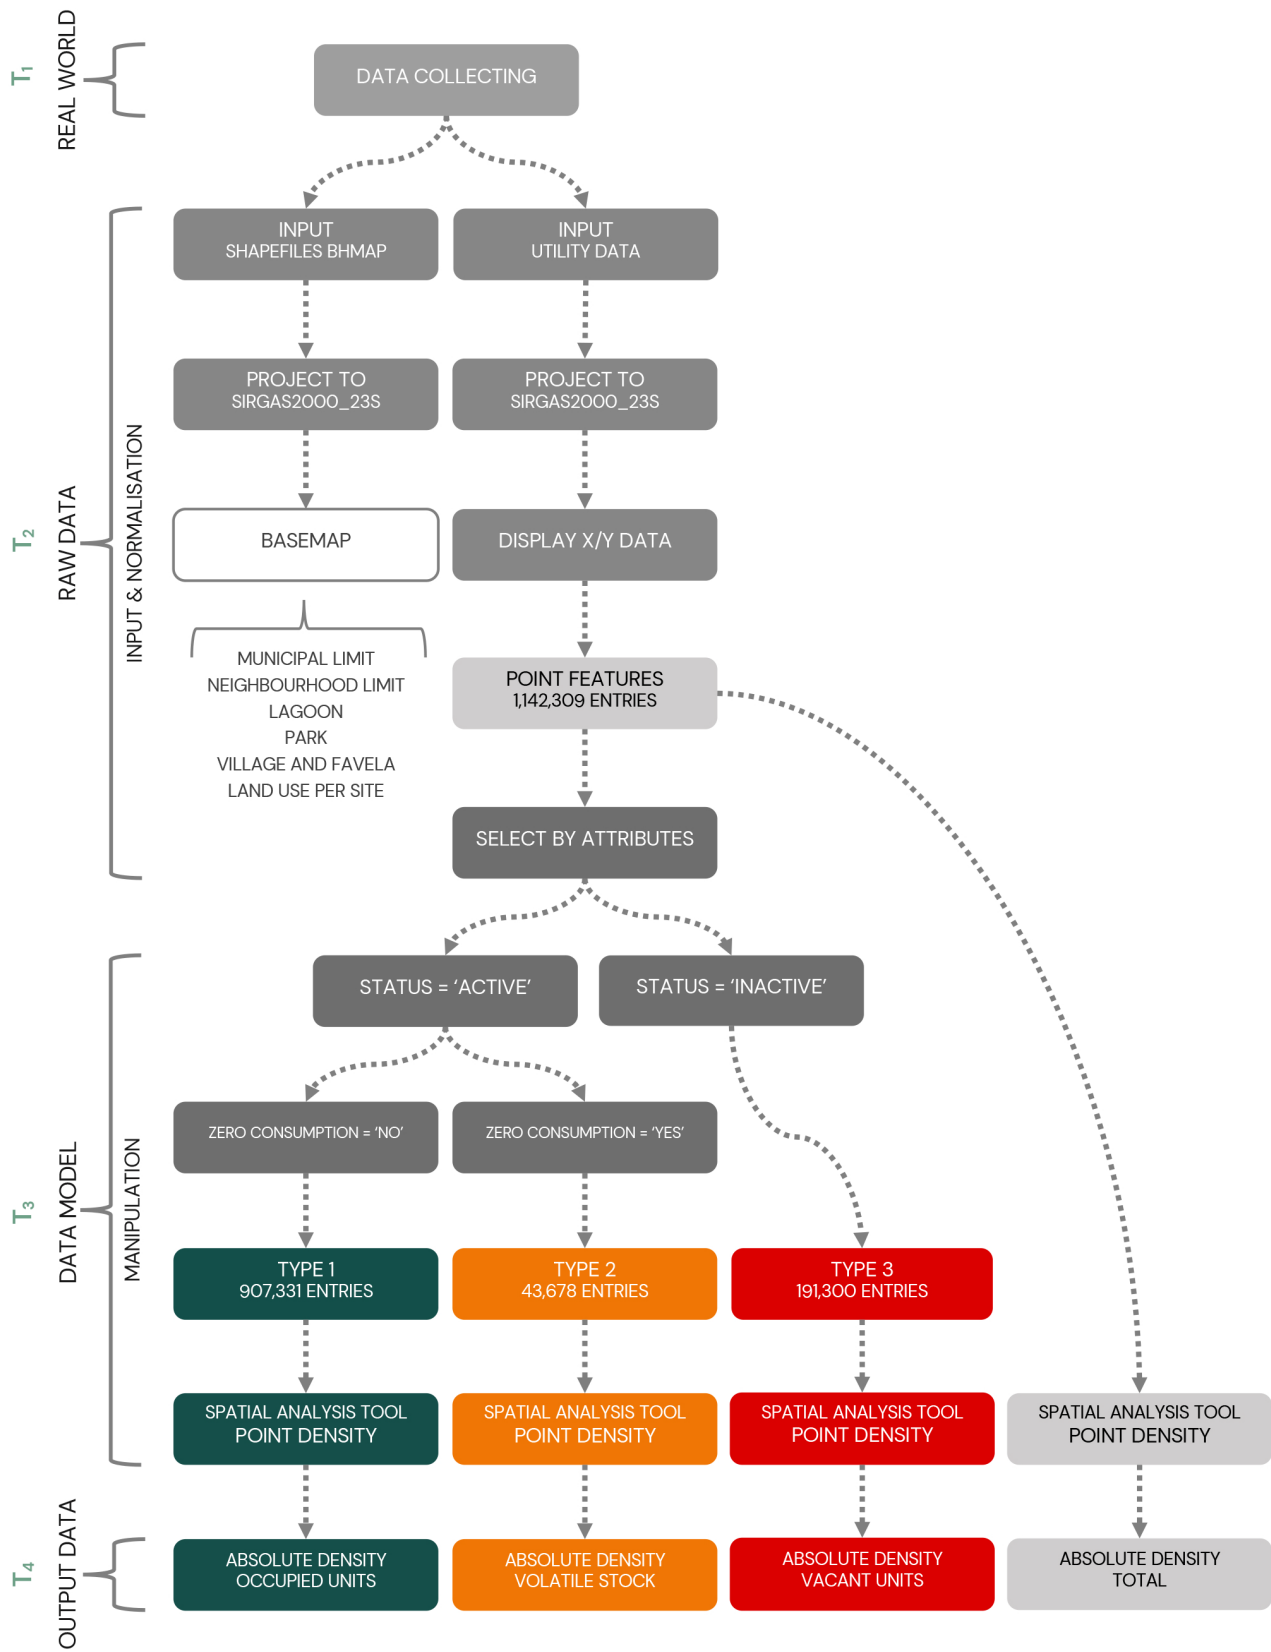 T1
REAL WORLD
DATA COLLECTING
T2
RAW DATA
INPUT & NORMALISATION
INPUT
SHAPEFILES BHMAP
INPUT
UTILITY DATA
PROJECT TO
SIRGAS2000_23S
PROJECT TO
SIRGAS2000_23S
BASEMAP
DISPLAY X/Y DATA
MUNICIPAL LIMIT
NEIGHBOURHOOD LIMIT
LAGOON
PARK
VILLAGE AND FAVELA
LAND USE PER SITE
POINT FEATURES
1,142,309 ENTRIES
SELECT BY ATTRIBUTES
T3
DATA MODEL
MANIPULATION
STATUS = ‘ACTIVE’
STATUS = ‘INACTIVE’
ZERO CONSUMPTION = ‘NO’
ZERO CONSUMPTION = ‘YES’
TYPE 1
907,331 ENTRIES
TYPE 2
43,678 ENTRIES
TYPE 3
191,300 ENTRIES
SPATIAL ANALYSIS TOOL
POINT DENSITY
SPATIAL ANALYSIS TOOL
POINT DENSITY
SPATIAL ANALYSIS TOOL
POINT DENSITY
SPATIAL ANALYSIS TOOL
POINT DENSITY
T4
OUTPUT DATA
ABSOLUTE DENSITY
OCCUPIED UNITS
ABSOLUTE DENSITY
VOLATILE STOCK
ABSOLUTE DENSITY
VACANT UNITS
ABSOLUTE DENSITY
TOTAL